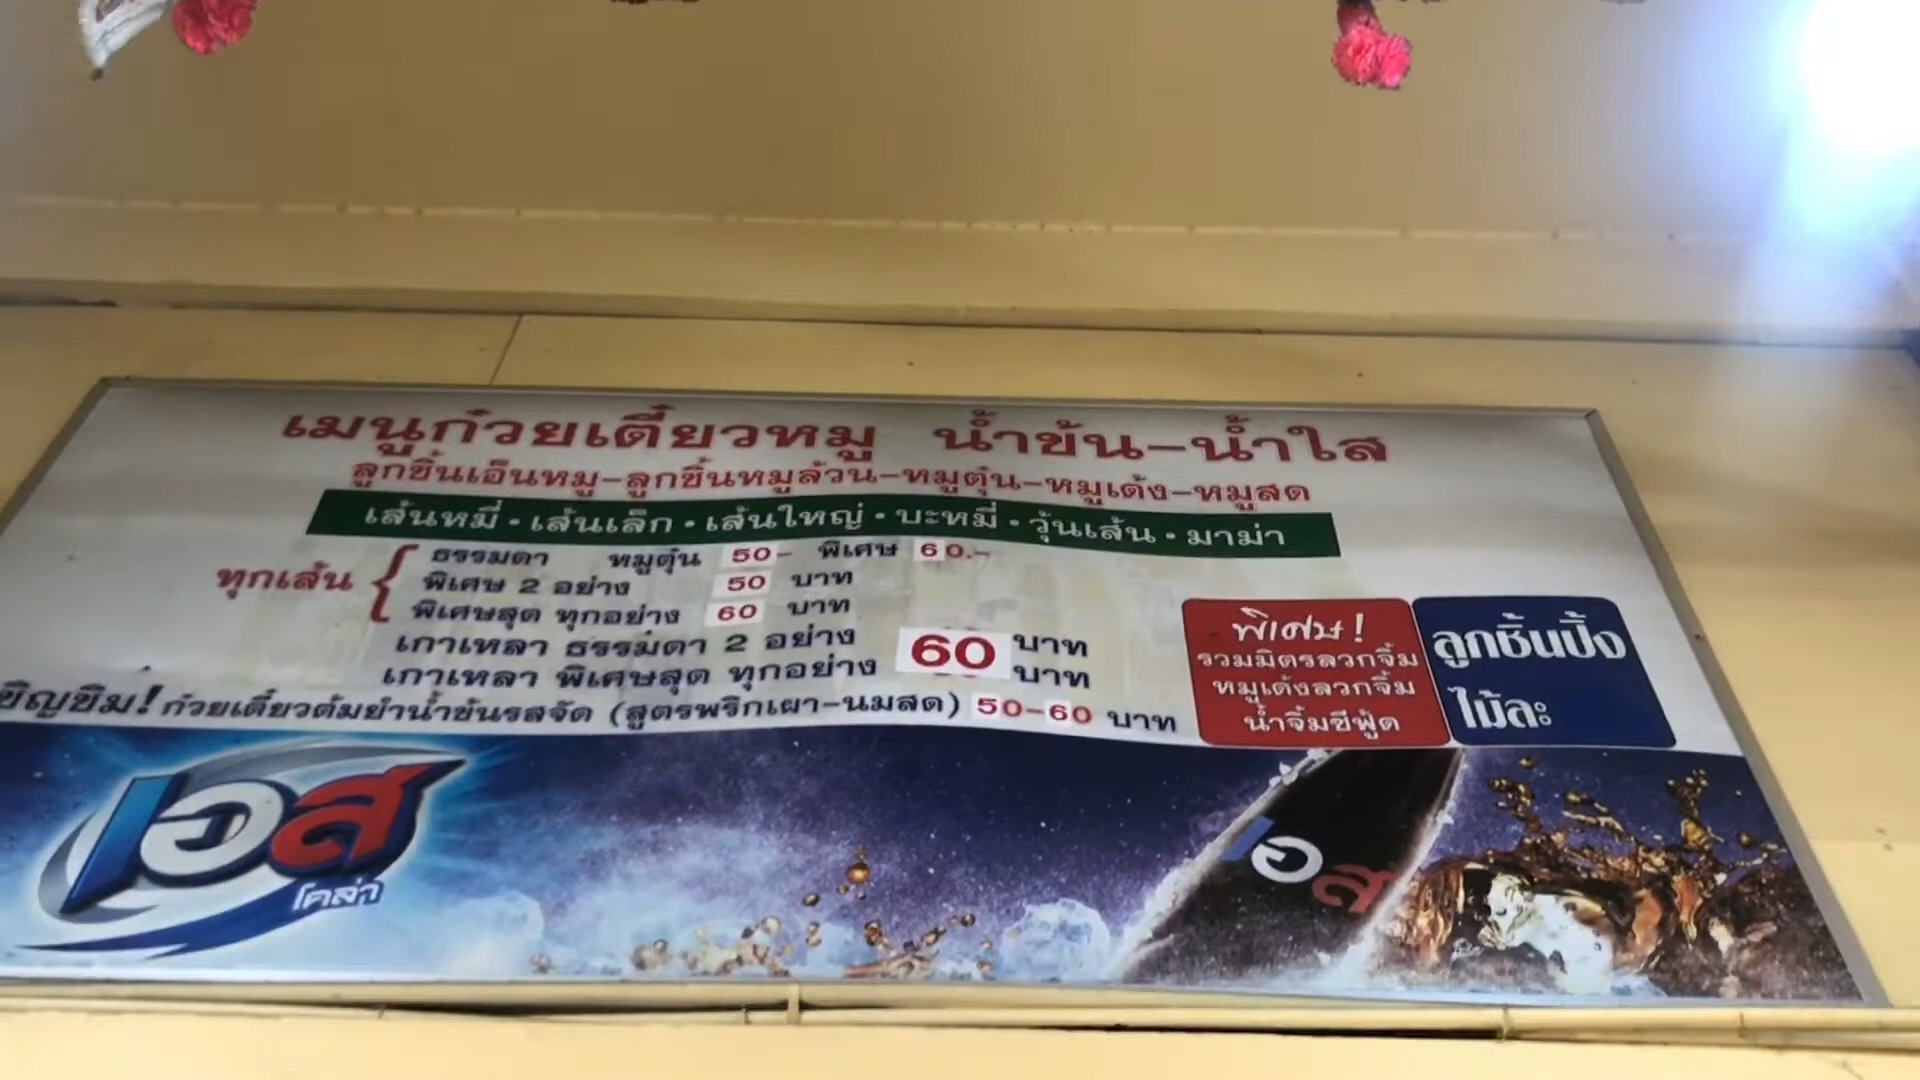 เมนูก๋วยเตี๋ยวหมู น้ำข้น-น้ำใส
ลูกชิ้นเอ็นหมู-ลูกชิ้นหมูล้วน-หมูตุ๋น-หมูเด้ง-หมูสด
เส้นหมี่ • เส้นเล็ก • เส้นใหญ่ • บะหมี่ • วุ้นเส้น • มาม่า
ทุกเส้น
ธรรมดา หมูตุ๋น 50- พิเศษ 60.-
พิเศษ 2 อย่าง 50 บาท
พิเศษสุด ทุกอย่าง 60 บาท
เกาเหลา ธรรมดา 2 อย่าง 60 บาท
เกาเหลา พิเศษสุด ทุกอย่าง บาท
เชิญชิม! ก๋วยเตี๋ยวต้มยำน้ำข้นรสจัด (สูตรพริกเผา-นมสด) 50-60 บาท
พิเศษ!
รวมมิตรลวกจิ้ม
หมูเด้งลวกจิ้ม
น้ำจิ้มซีฟู้ด
ลูกชิ้นปิ้ง
ไม้ละ
เอส
โคล่า
เอส